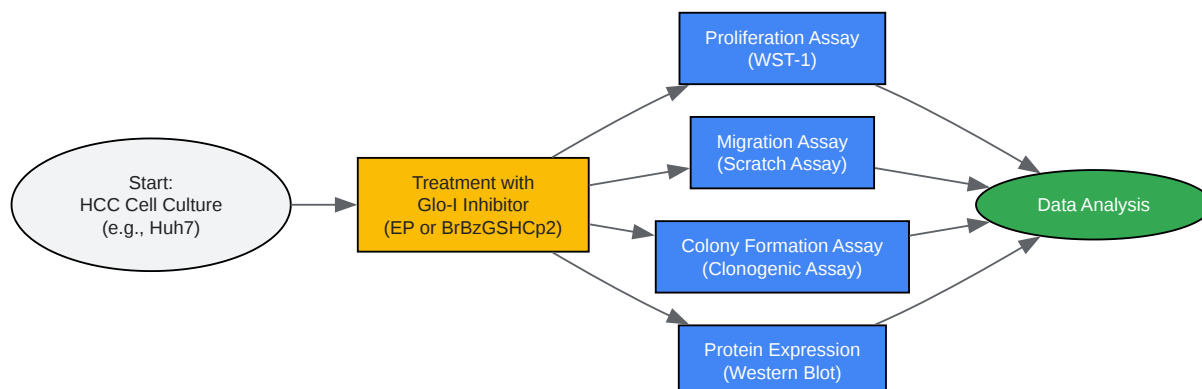 Start:
HCC Cell Culture
(e.g., Huh7)
Treatment with
Glo-I Inhibitor
(EP or BrBzGSHCp2)
Proliferation Assay
(WST-1)
Migration Assay
(Scratch Assay)
Colony Formation Assay
(Clonogenic Assay)
Protein Expression
(Western Blot)
Data Analysis